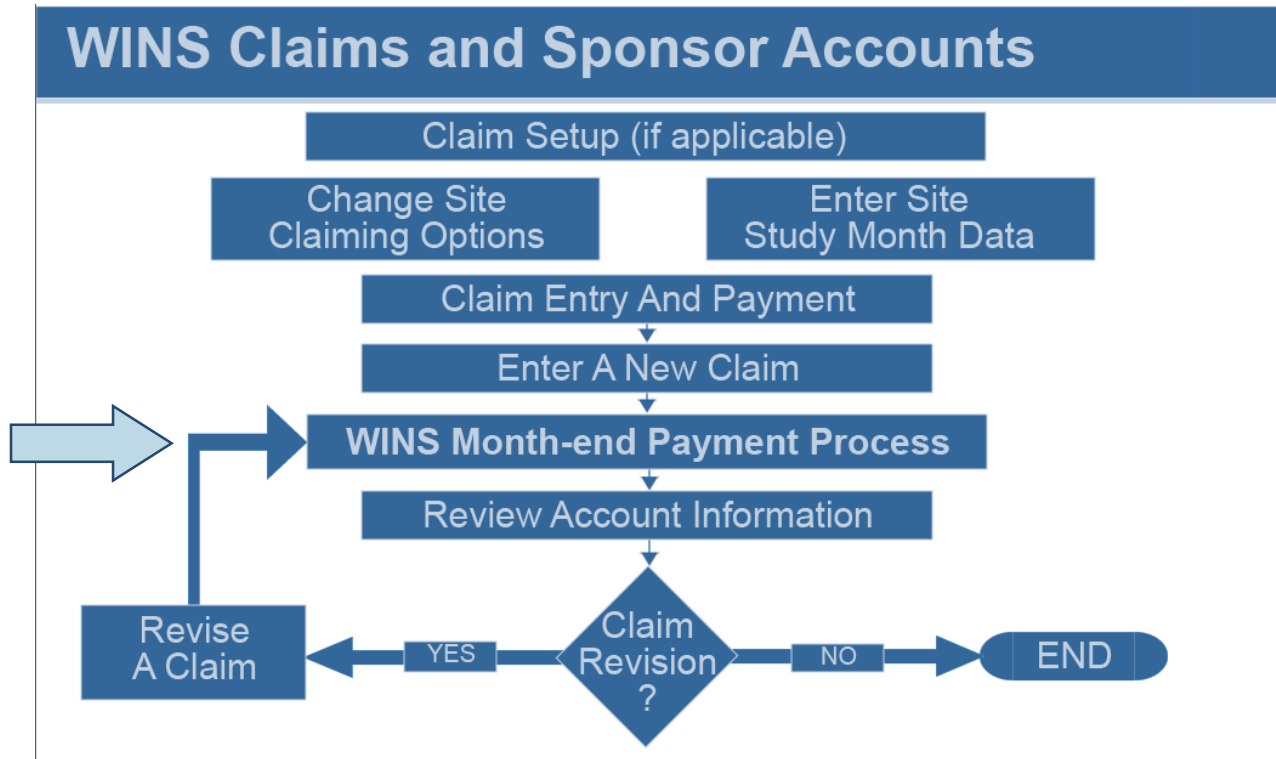 WINS Claims and Sponsor Accounts
Claim Setup (if applicable)
Change Site
Claiming Options
Enter Site
Study Month Data
Claim Entry And Payment
Enter A New Claim
WINS Month-end Payment Process
Review Account Information
Claim
Revision
?
YES
NO
Revise
A Claim
END